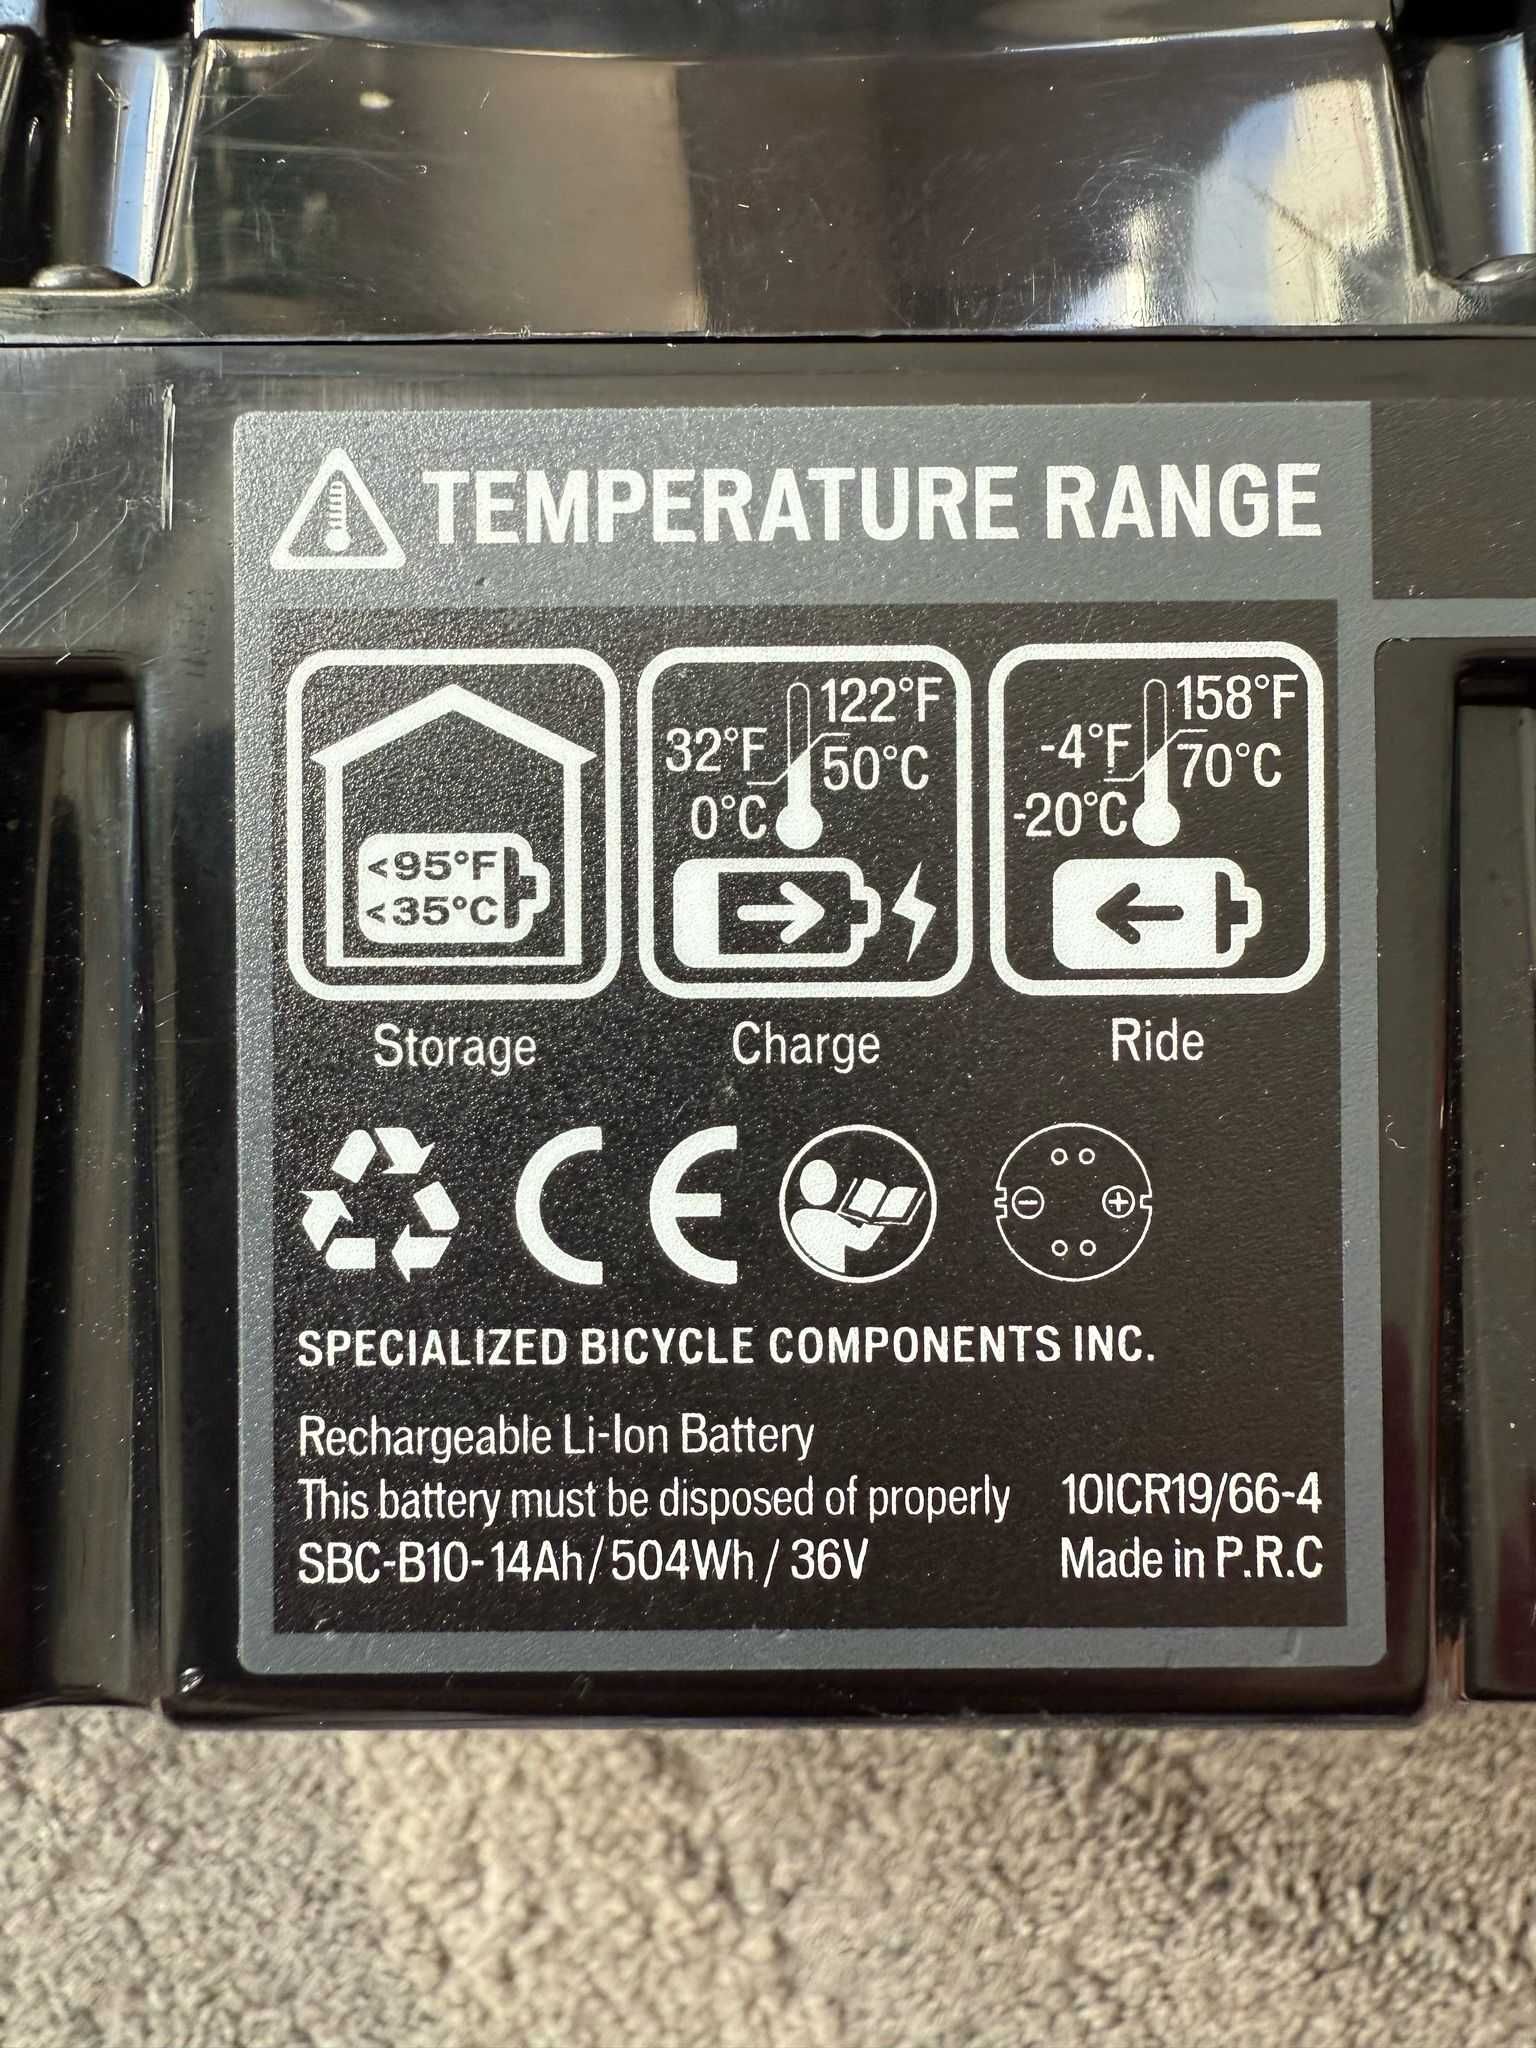 TEMPERATURE RANGE
<95°F
<35°C
32°F
0°C
122°F
50°C
-4°F
-20°C
158°F
70°C
Storage
Charge
Ride
CE
SPECIALIZED BICYCLE COMPONENTS INC.
Rechargeable Li-Ion Battery
This battery must be disposed of properly 10ICR19/66-4
SBC-B10-14Ah/504Wh/36V Made in P.R.C